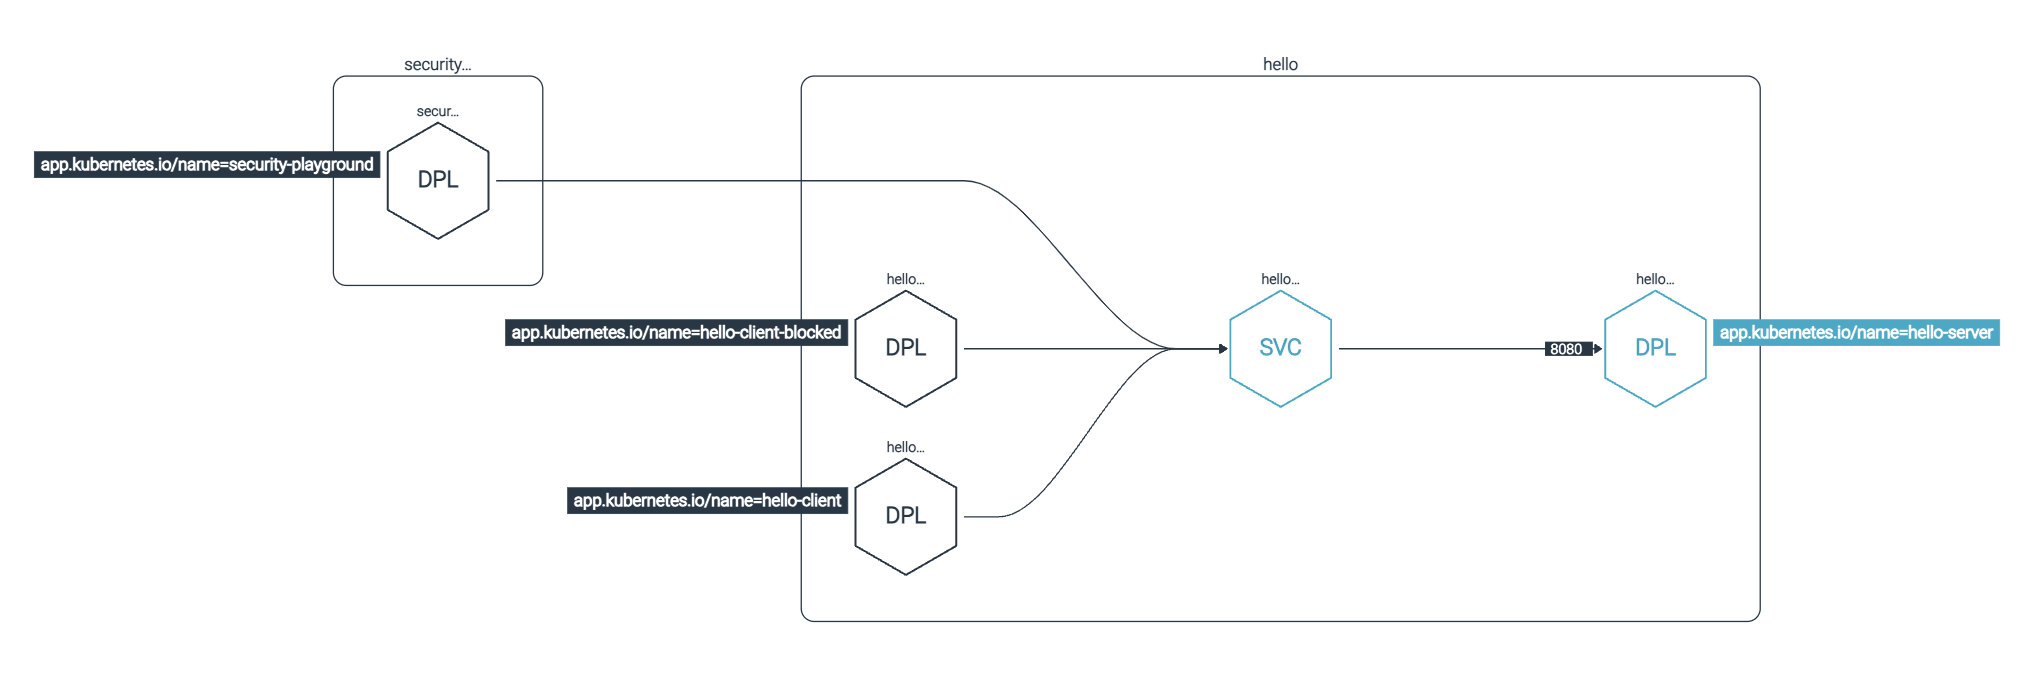 security...
hello
secur...
app.kubernetes.io/name=security-playground
DPL
hello...
app.kubernetes.io/name=hello-client-blocked
DPL
hello...
SVC
8080
hello...
DPL
app.kubernetes.io/name=hello-server
hello...
app.kubernetes.io/name=hello-client
DPL